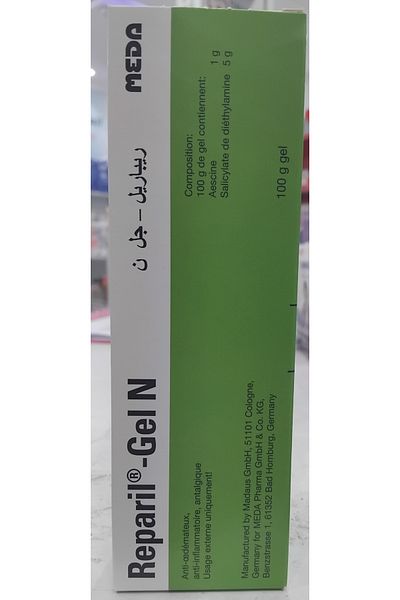 Reparil®-Gel N
ريباريل – جل ن
MEDA
Anti-œdémateux,
anti-inflammatoire, antalgique
Usage externe uniquement!
Composition:
100 g de gel contiennent:
Aescine 1 g
Salicylate de diéthylamine 5 g
Manufactured by Madaus GmbH, 51101 Cologne,
Germany for MEDA Pharma GmbH & Co. KG,
Benzstrasse 1, 61352 Bad Homburg, Germany
100 g gel